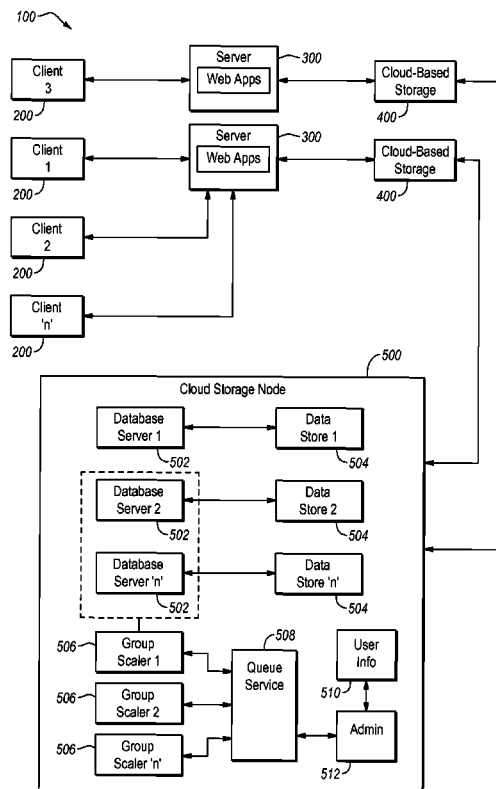 100
Client
3
200
Server
Web Apps
300
Cloud-Based
Storage
400
Client
1
200
Server
Web Apps
300
Cloud-Based
Storage
400
Client
2
200
Client
'n'
200
500
Cloud Storage Node
Database
Server 1
502
Data
Store 1
504
Database
Server 2
502
Data
Store 2
504
Database
Server 'n'
502
Data
Store 'n'
504
506
Group
Scaler 1
508
Queue
Service
User
Info
510
506
Group
Scaler 2
Admin
512
506
Group
Scaler 'n'